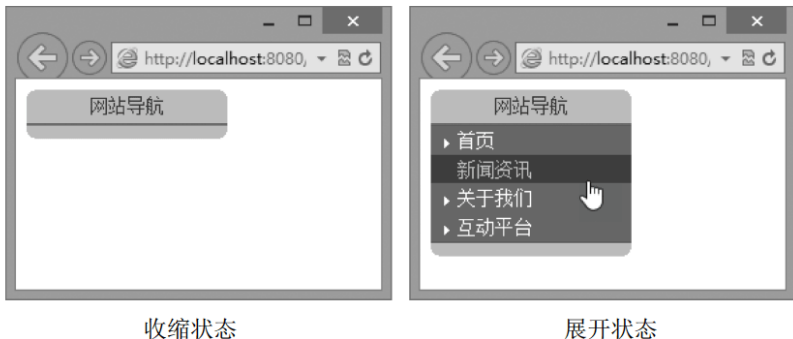 http://localhost:8080/
网站导航
http://localhost:8080/
网站导航
首页
新闻资讯
关于我们
互动平台
收缩状态
展开状态